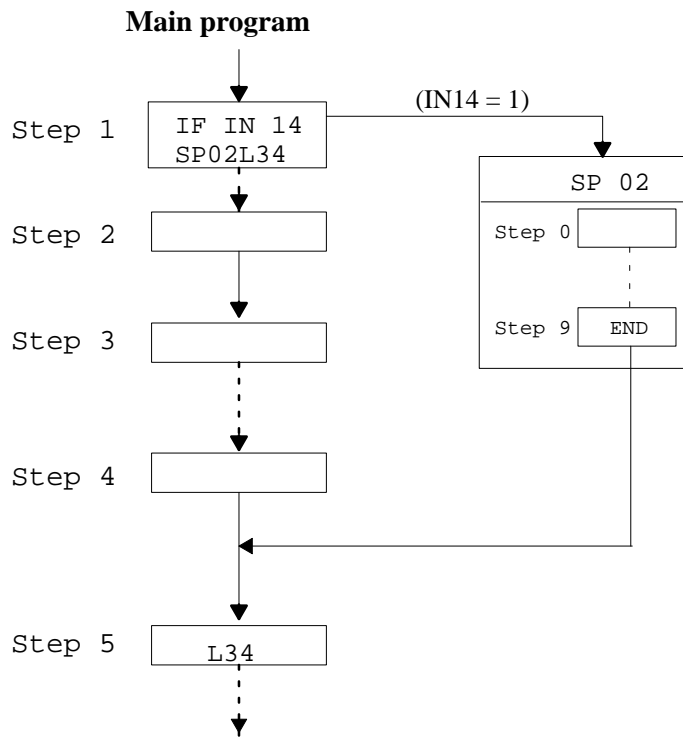 Main program
(IN14 = 1)
Step 1
IF IN 14
SP02L34
SP 02
Step 2
Step 0
Step 3
Step 9
END
Step 4
Step 5
L34